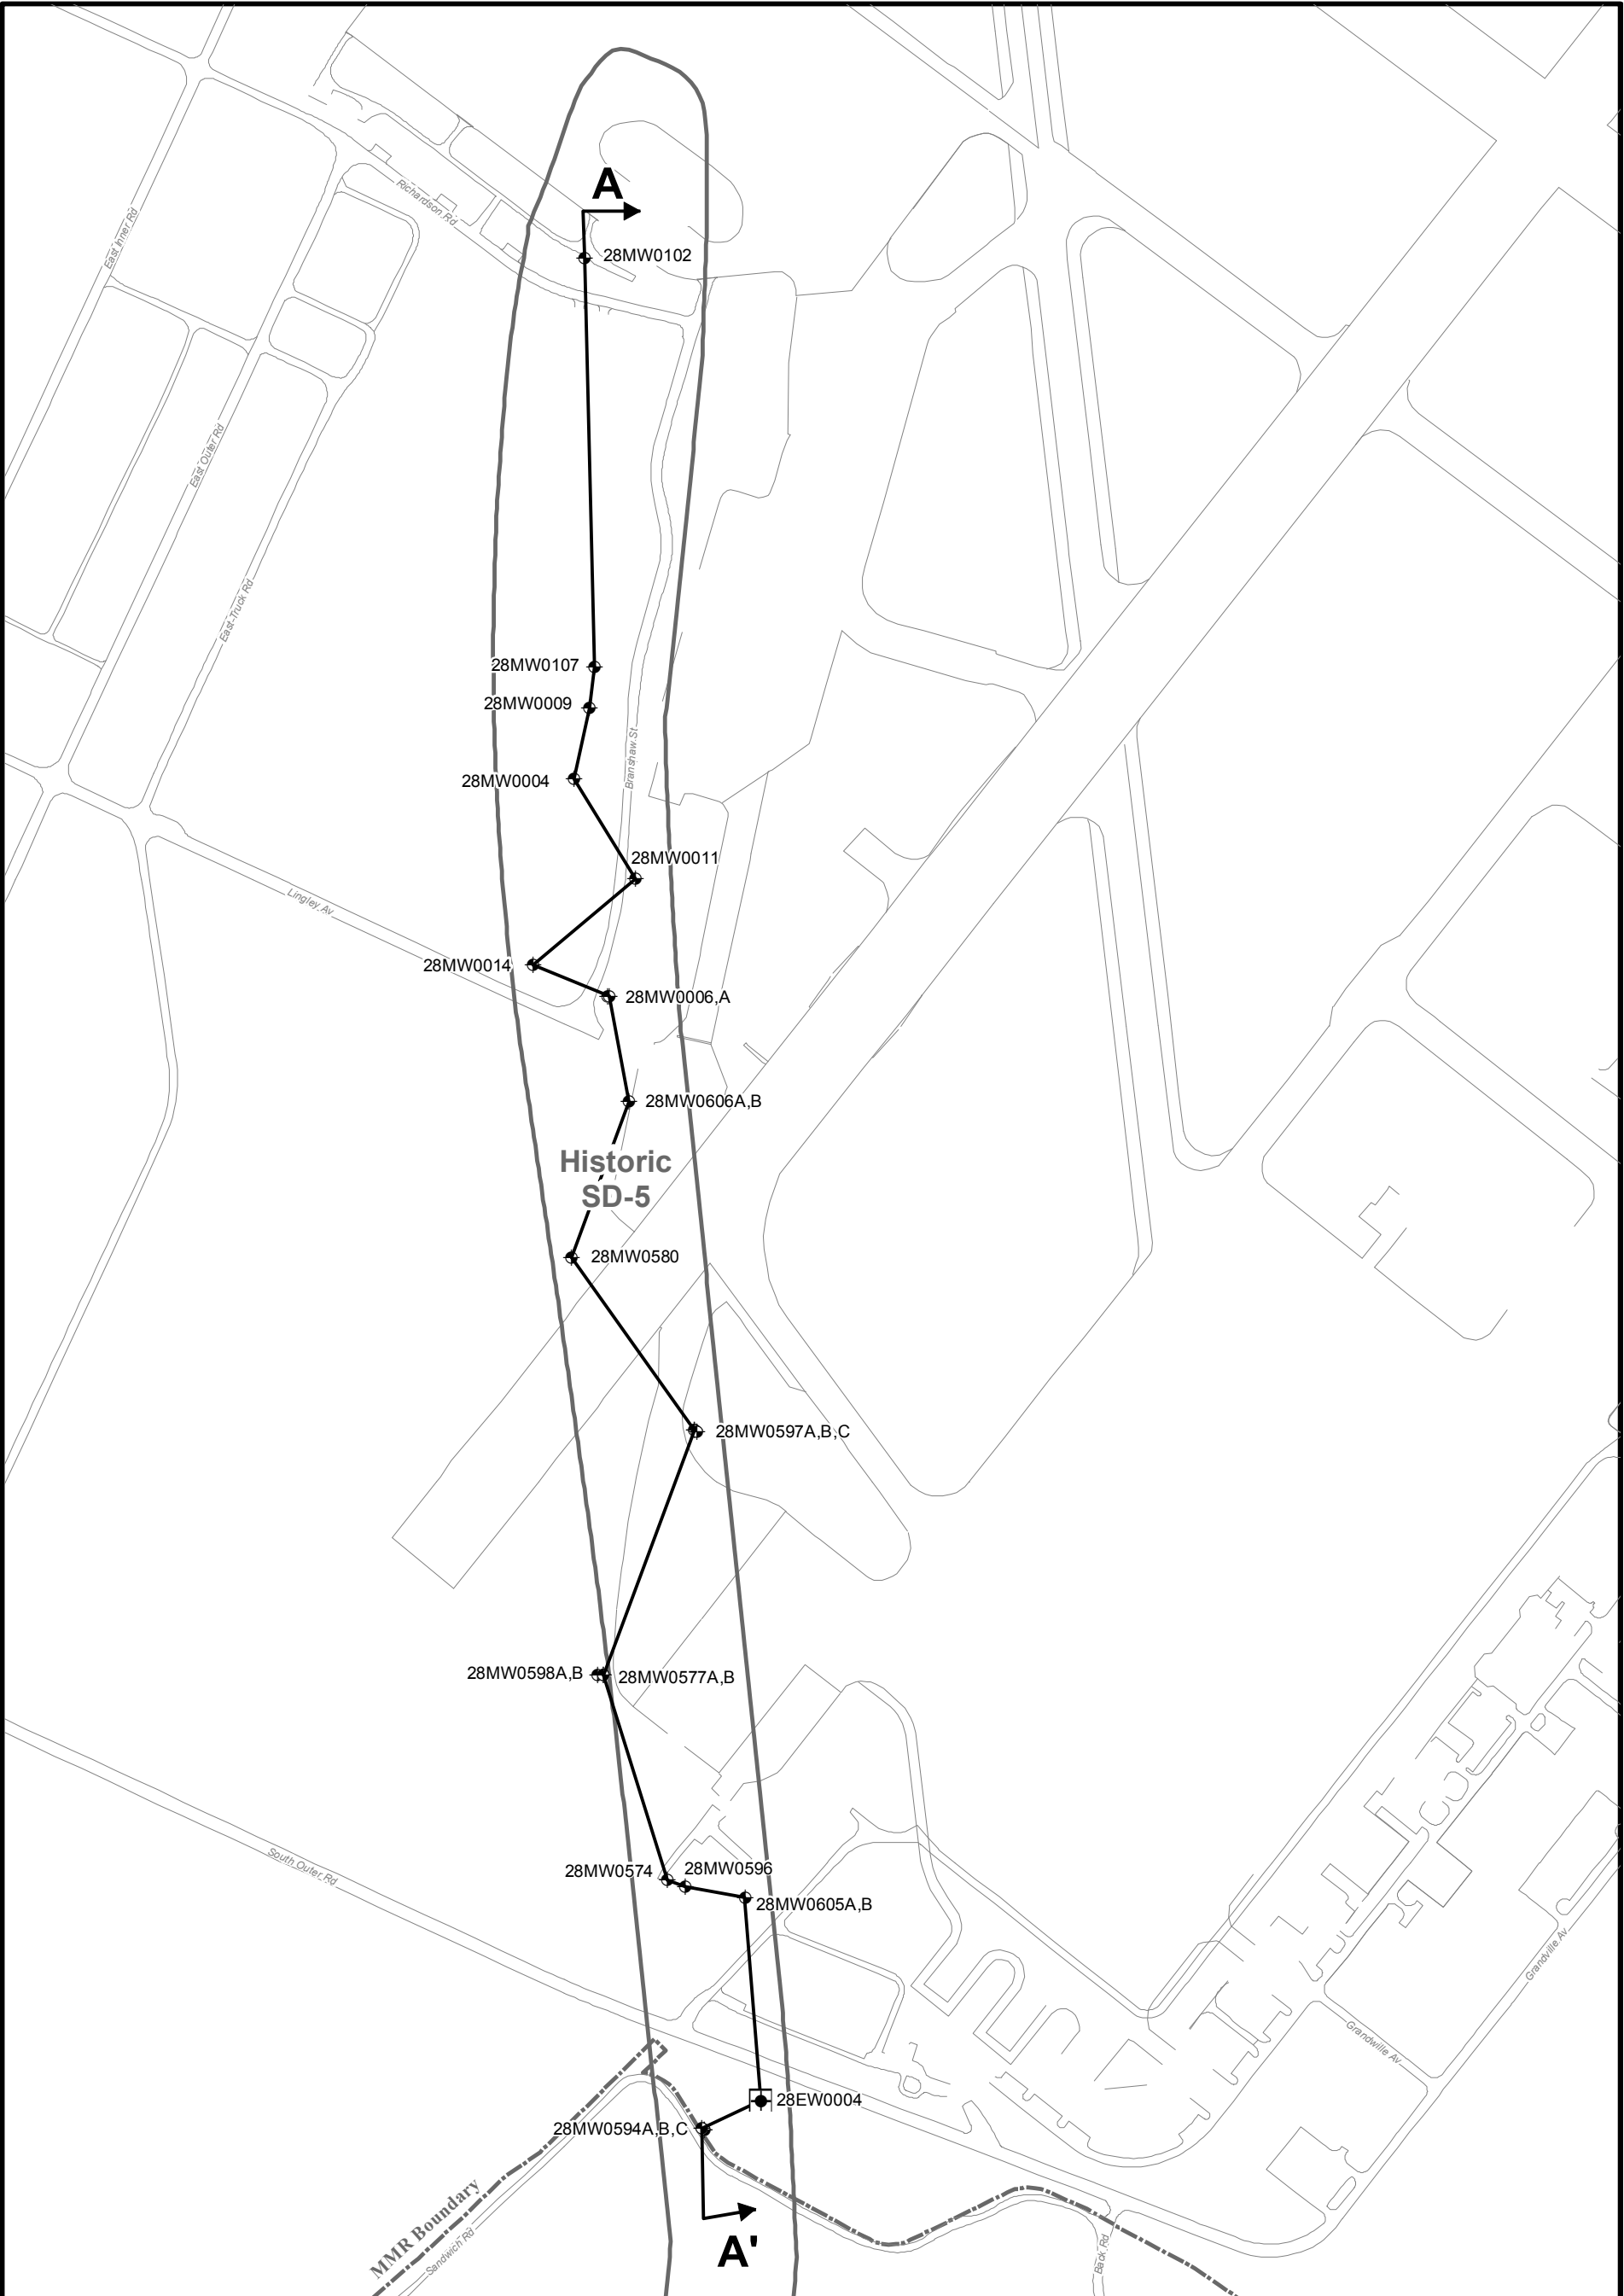 A
Richardson Rd
East Inner Rd
28MW0102
East Outer Rd
East Truck Rd
28MW0107
28MW0009
Branshaw St
28MW0004
28MW0011
Lingley Av
28MW0014
28MW0006,A
28MW0606A,B
Historic
SD-5
28MW0580
28MW0597A,B,C
28MW0598A,B
28MW0577A,B
South Outer Rd
28MW0574
28MW0596
28MW0605A,B
Grandville Av
Grandwille Av
28EW0004
28MW0594A,B,C
MMR Boundary
Sandwich Rd
A'
Back Rd